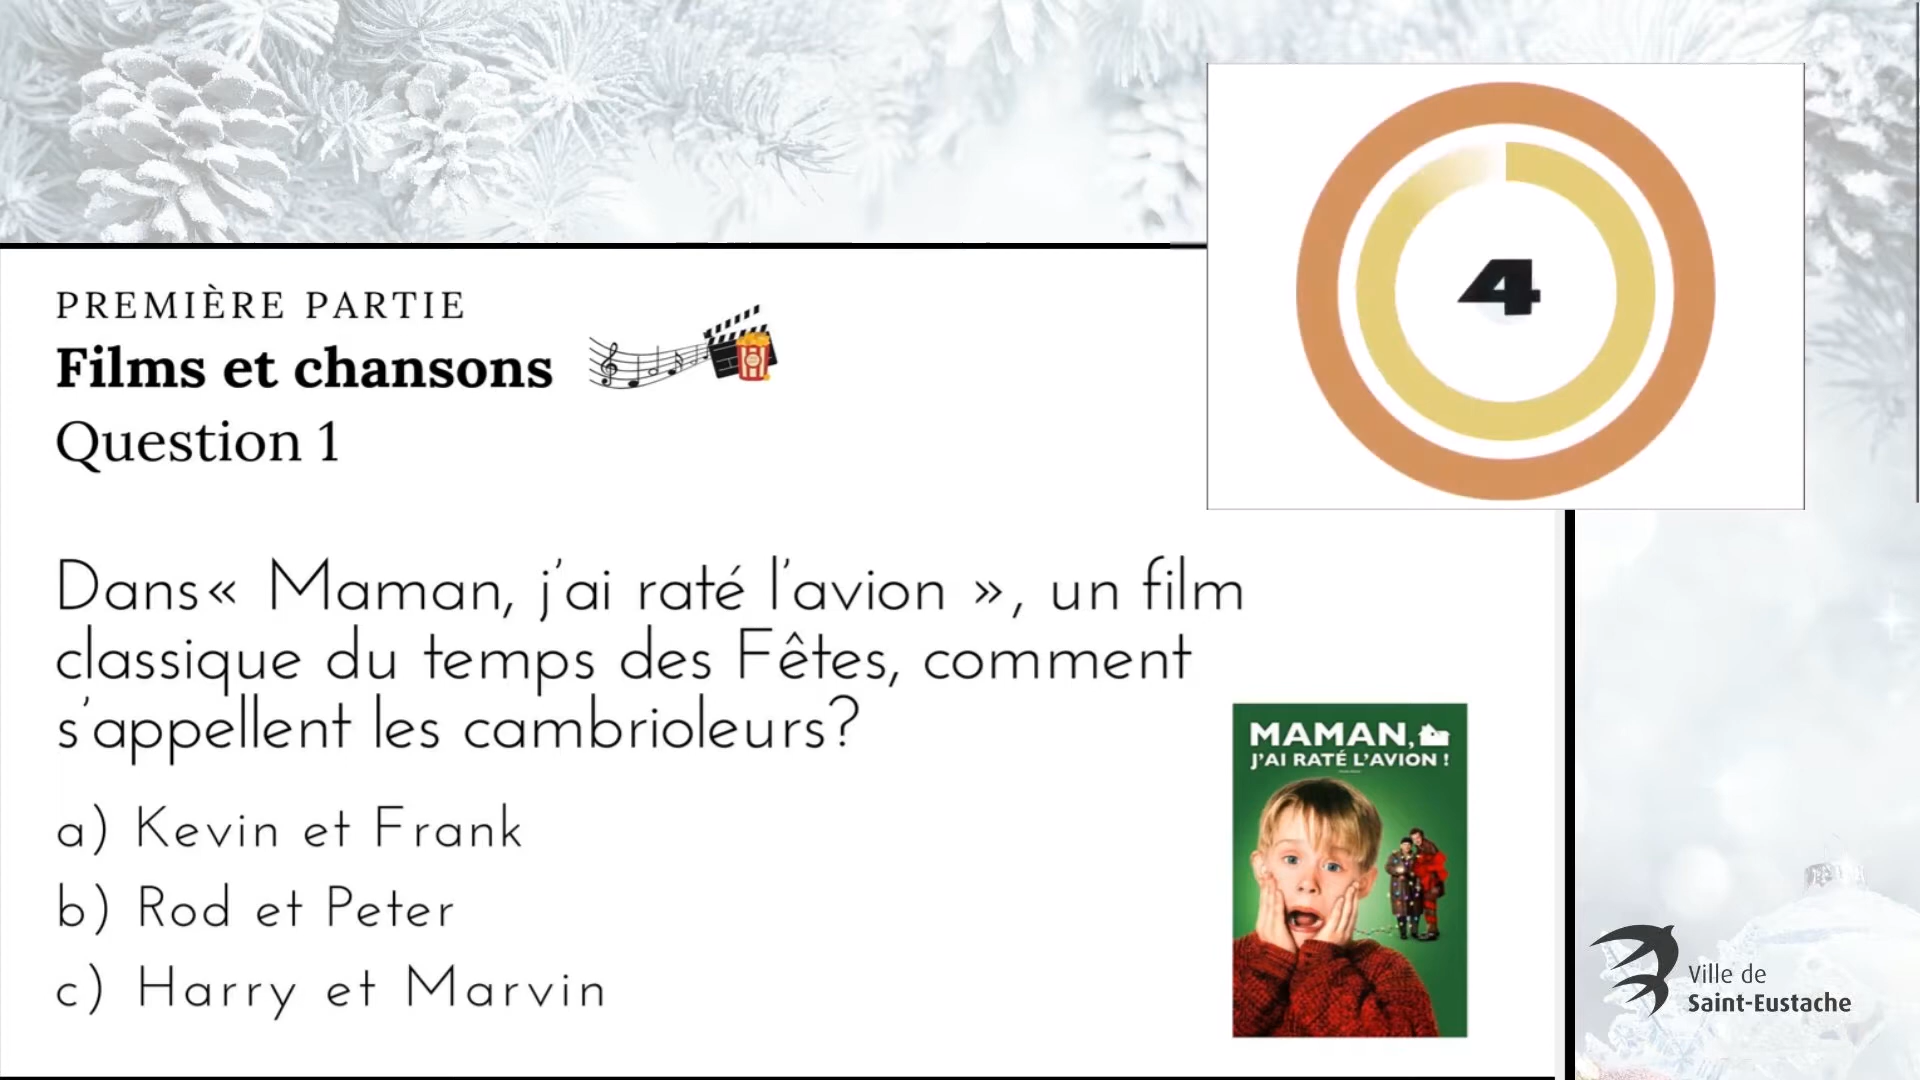 PREMIÈRE PARTIE
Films et chansons
Question 1
4
Dans« Maman, j'ai raté l'avion », un film
classique du temps des Fêtes, comment
s'appellent les cambrioleurs?
a) Kevin et Frank
b) Rod et Peter
c) Harry et Marvin
MAMAN,
J'AI RATÉ L'AVION !
Ville de
Saint-Eustache